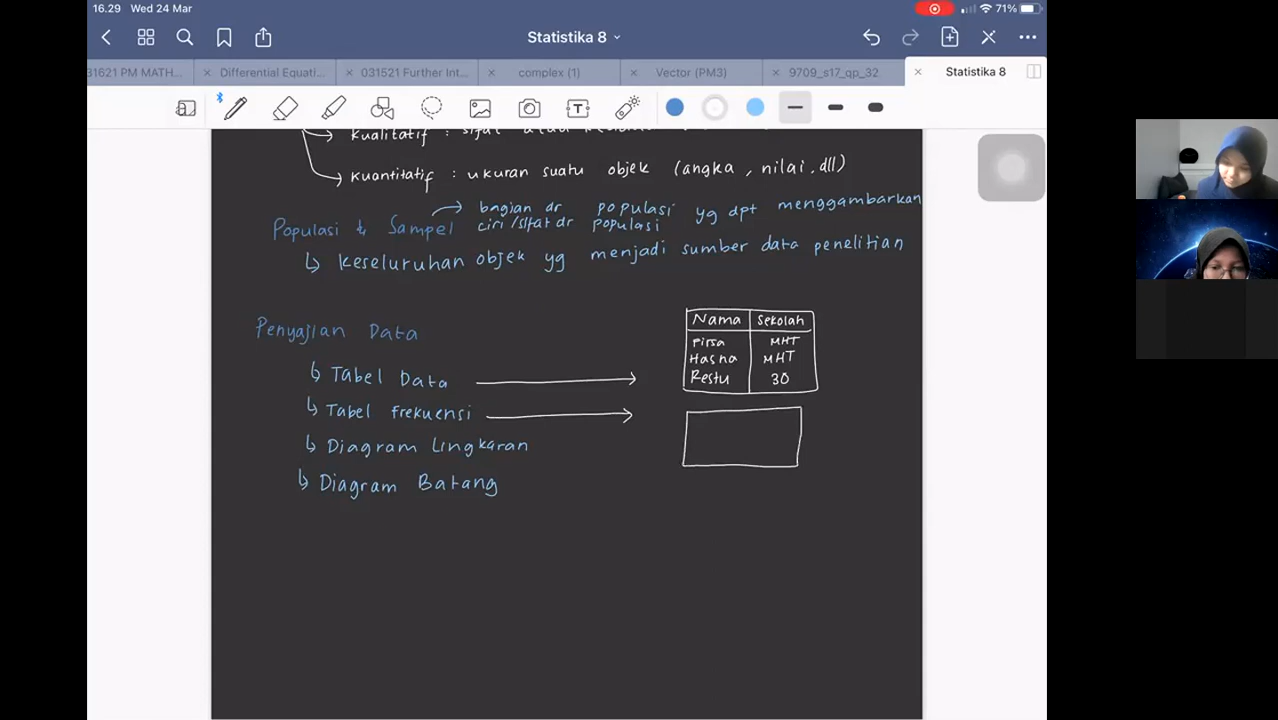 16.29 Wed 24 Mar
71%
Statistika 8
31621 PM MATH...
Differential Equati...
031521 Further Int...
complex (1)
Vector (PM3)
9709_s17_qp_32
Statistika 8
T
Kualitatif : sifat atau
Kuantitatif : ukuran suatu objek (angka, nilai, dll)
Populasi & Sampel → bagian dr populasi yg dpt menggambarkan
ciri/sifat dr populasi
↳ Keseluruhan objek yg menjadi sumber data penelitian
Penyajian Data
↳ Tabel Data
↳ Tabel Frekuensi
↳ Diagram Lingkaran
↳ Diagram Batang
Nama Sekolah
Firsa MHT
Hasna MHT
Restu 30